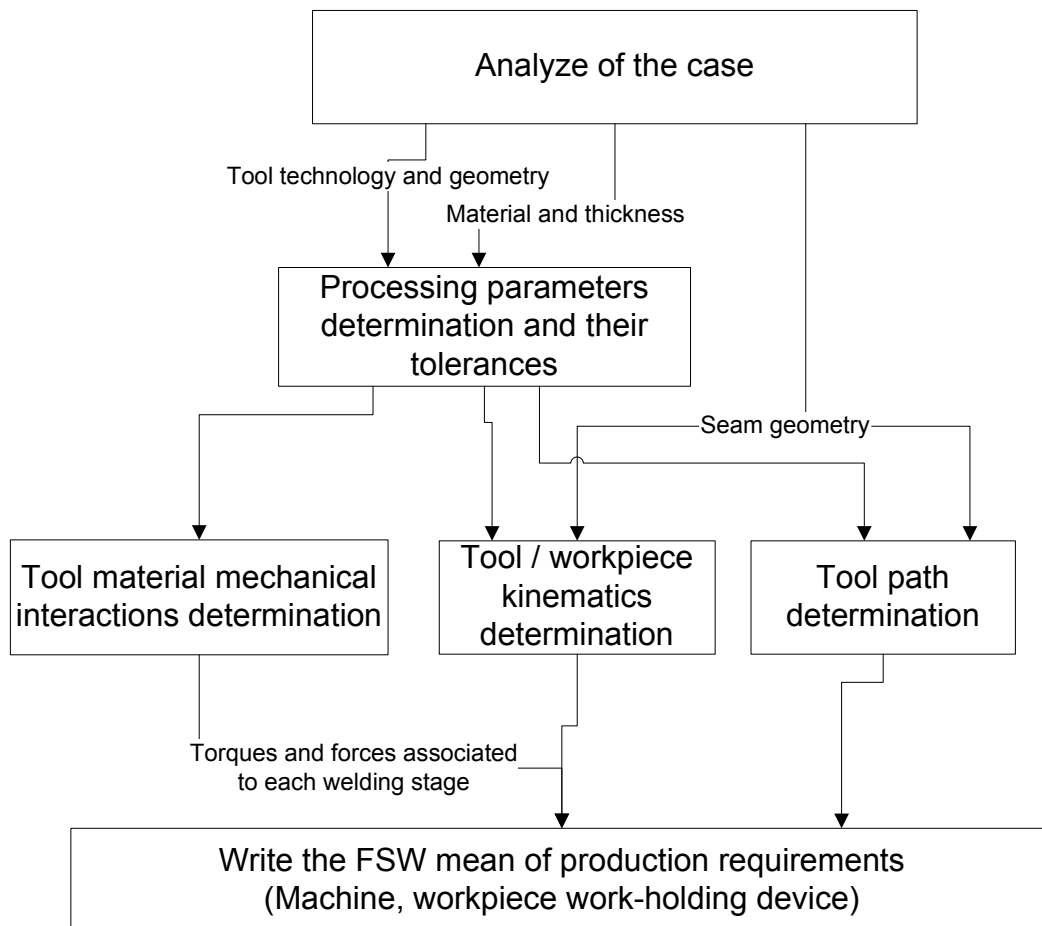 Analyze of the case
Tool technology and geometry
Material and thickness
Processing parameters
determination and their
tolerances
Seam geometry
Tool material mechanical
interactions determination
Tool / workpiece
kinematics
determination
Tool path
determination
Torques and forces associated
to each welding stage
Write the FSW mean of production requirements
(Machine, workpiece work-holding device)